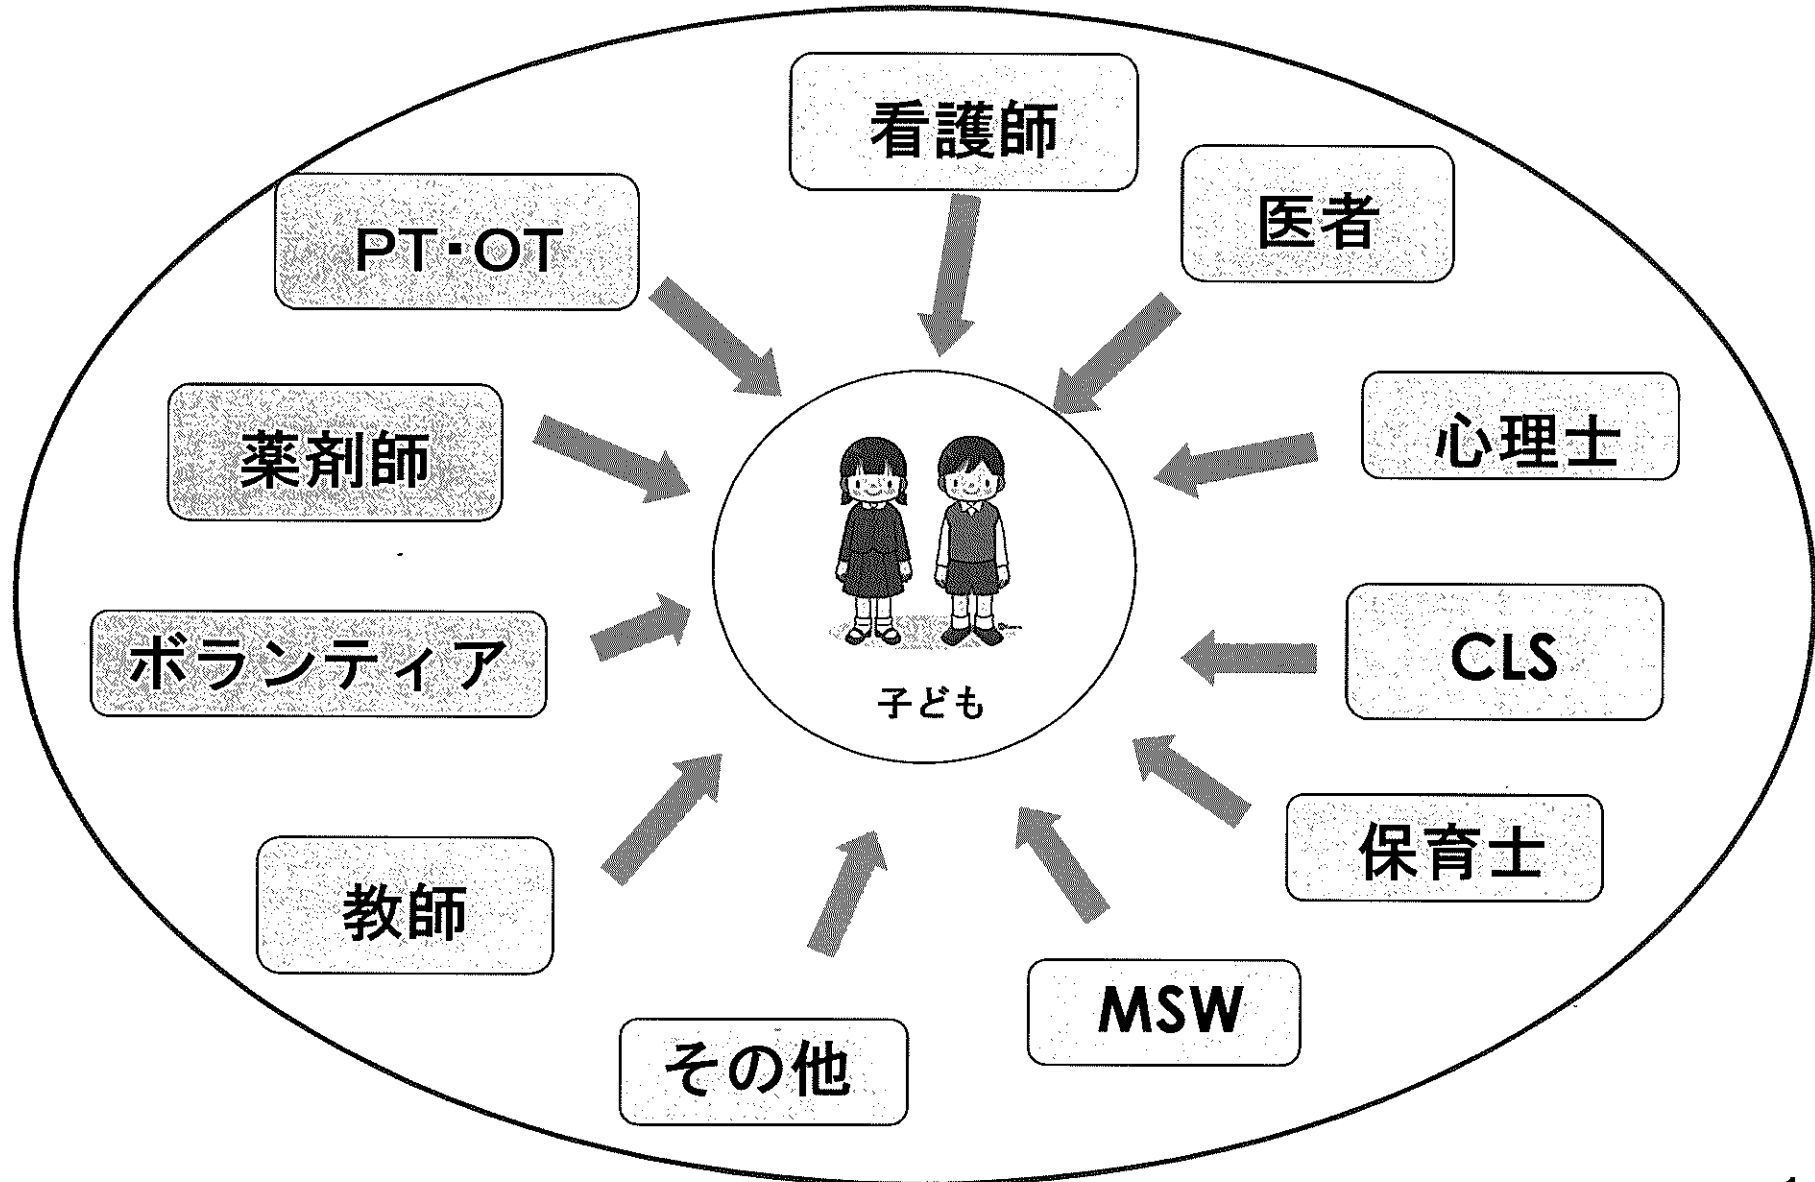 看護師
医者
PT・OT
心理士
薬剤師
CLS
ボランティア
子ども
保育士
教師
MSW
その他